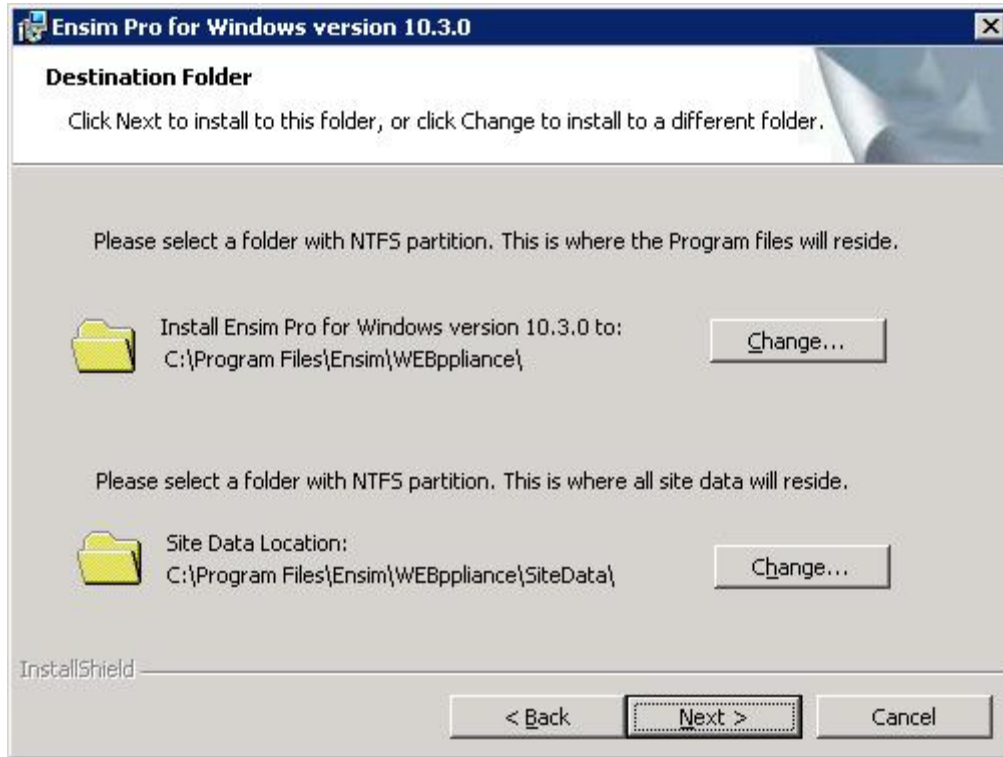 Ensim Pro for Windows version 10.3.0
Destination Folder
Click Next to install to this folder, or click Change to install to a different folder.
Please select a folder with NTFS partition. This is where the Program files will reside.
Install Ensim Pro for Windows version 10.3.0 to:
C:\Program Files\Ensim\WEBppliance\
Change...
Please select a folder with NTFS partition. This is where all site data will reside.
Site Data Location:
C:\Program Files\Ensim\WEBppliance\SiteData\
Change...
InstallShield
< Back
Next >
Cancel